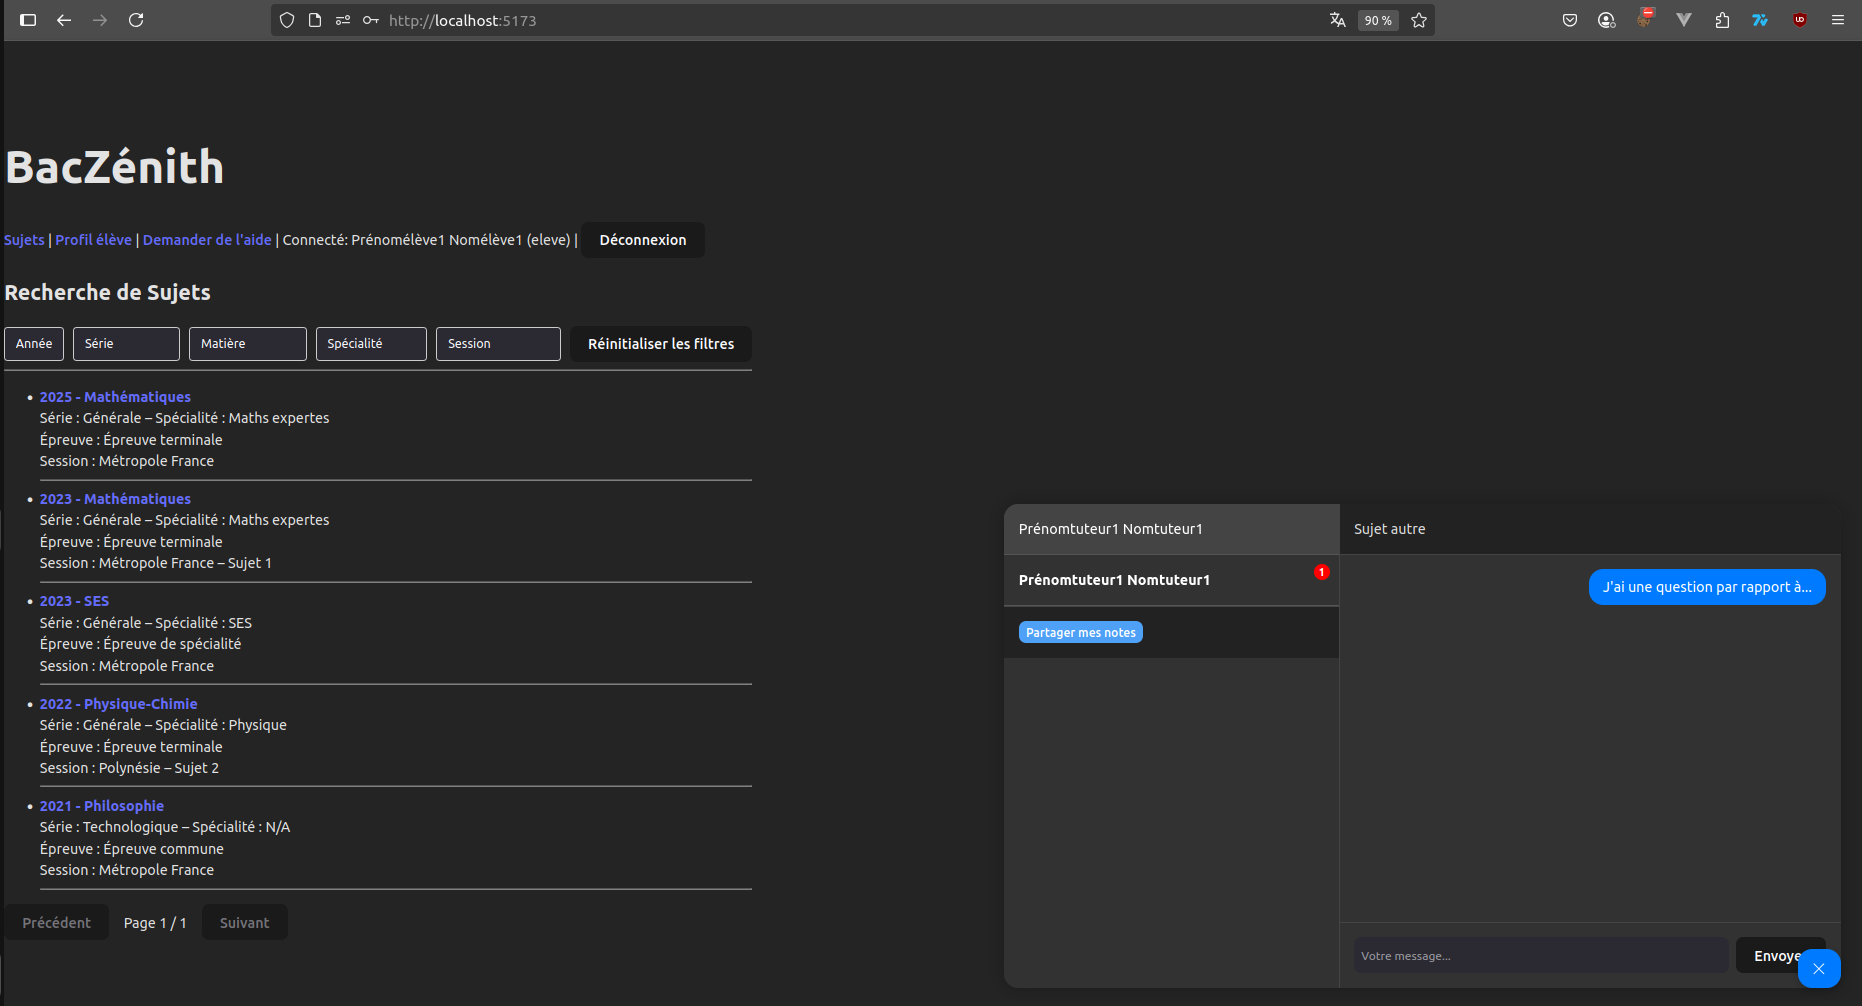 http://localhost:5173
90 %
BacZénith
Sujets | Profil élève | Demander de l'aide | Connecté: Prénomélève1 Nomélève1 (eleve) | Déconnexion
Recherche de Sujets
Année Série Matière Spécialité Session Réinitialiser les filtres
2025 - Mathématiques
Série : Générale – Spécialité : Maths expertes
Épreuve : Épreuve terminale
Session : Métropole France
2023 - Mathématiques
Série : Générale – Spécialité : Maths expertes
Épreuve : Épreuve terminale
Session : Métropole France – Sujet 1
2023 - SES
Série : Générale – Spécialité : SES
Épreuve : Épreuve de spécialité
Session : Métropole France
2022 - Physique-Chimie
Série : Générale – Spécialité : Physique
Épreuve : Épreuve terminale
Session : Polynésie – Sujet 2
2021 - Philosophie
Série : Technologique – Spécialité : N/A
Épreuve : Épreuve commune
Session : Métropole France
Précédent Page 1 / 1 Suivant
Prénomtuteur1 Nomtuteur1
Prénomtuteur1 Nomtuteur1 1
Partager mes notes
Sujet autre
J'ai une question par rapport à...
Votre message... Envoye